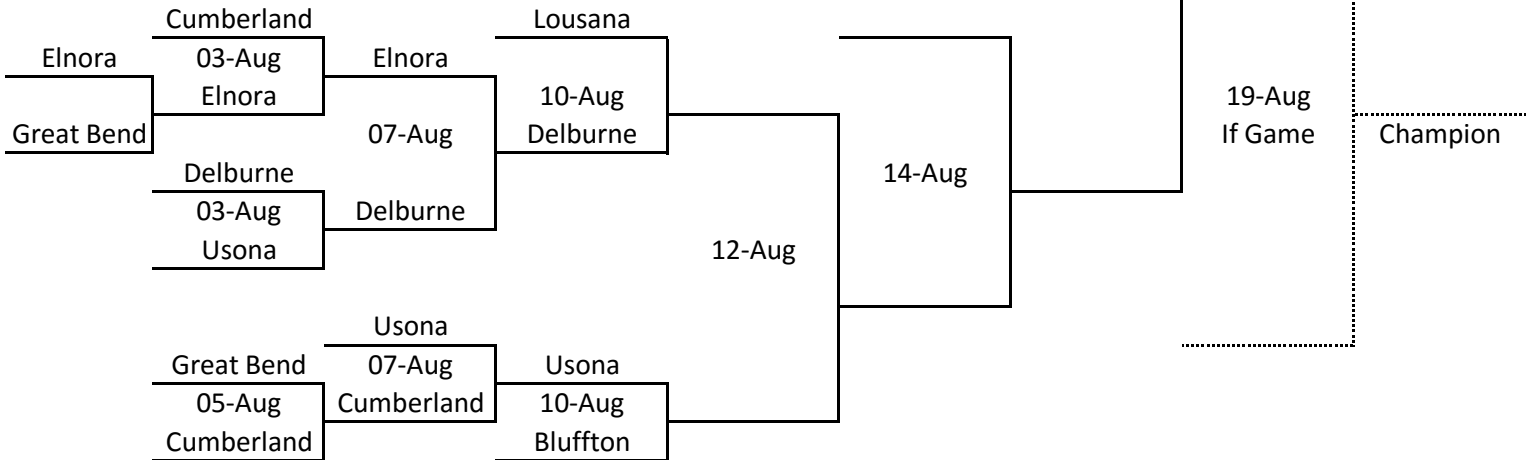 Cumberland
Lousana
Elnora
03-Aug
Elnora
Elnora
10-Aug
19-Aug
Great Bend
07-Aug
Delburne
If Game
Champion
Delburne
14-Aug
03-Aug
Delburne
Usona
12-Aug
Usona
Great Bend
07-Aug
Usona
05-Aug
Cumberland
10-Aug
Cumberland
Bluffton